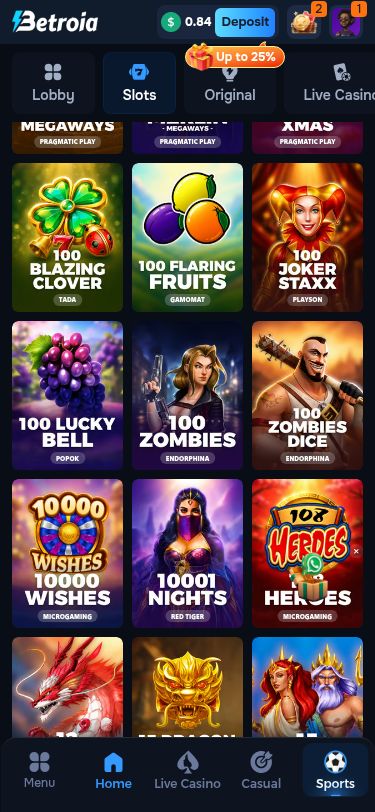 Betroia
$ 0.84 Deposit
2
1
Up to 25%
Lobby
Slots
Original
Live Casino
MEGAWAYS
PRAGMATIC PLAY
- MEGAWAYS -
PRAGMATIC PLAY
XMAS
PRAGMATIC PLAY
100
BLAZING
CLOVER
TADA
100 FLARING
FRUITS
GAMOMAT
100
JOKER
STAXX
PLAYSON
100 LUCKY
BELL
POPOK
100
ZOMBIES
ENDORPHINA
100
ZOMBIES
DICE
ENDORPHINA
10000
WISHES
10000
WISHES
MICROGAMING
10001
NIGHTS
RED TIGER
108
HEROES
HEROES
MICROGAMING
Menu
Home
Live Casino
Casual
Sports